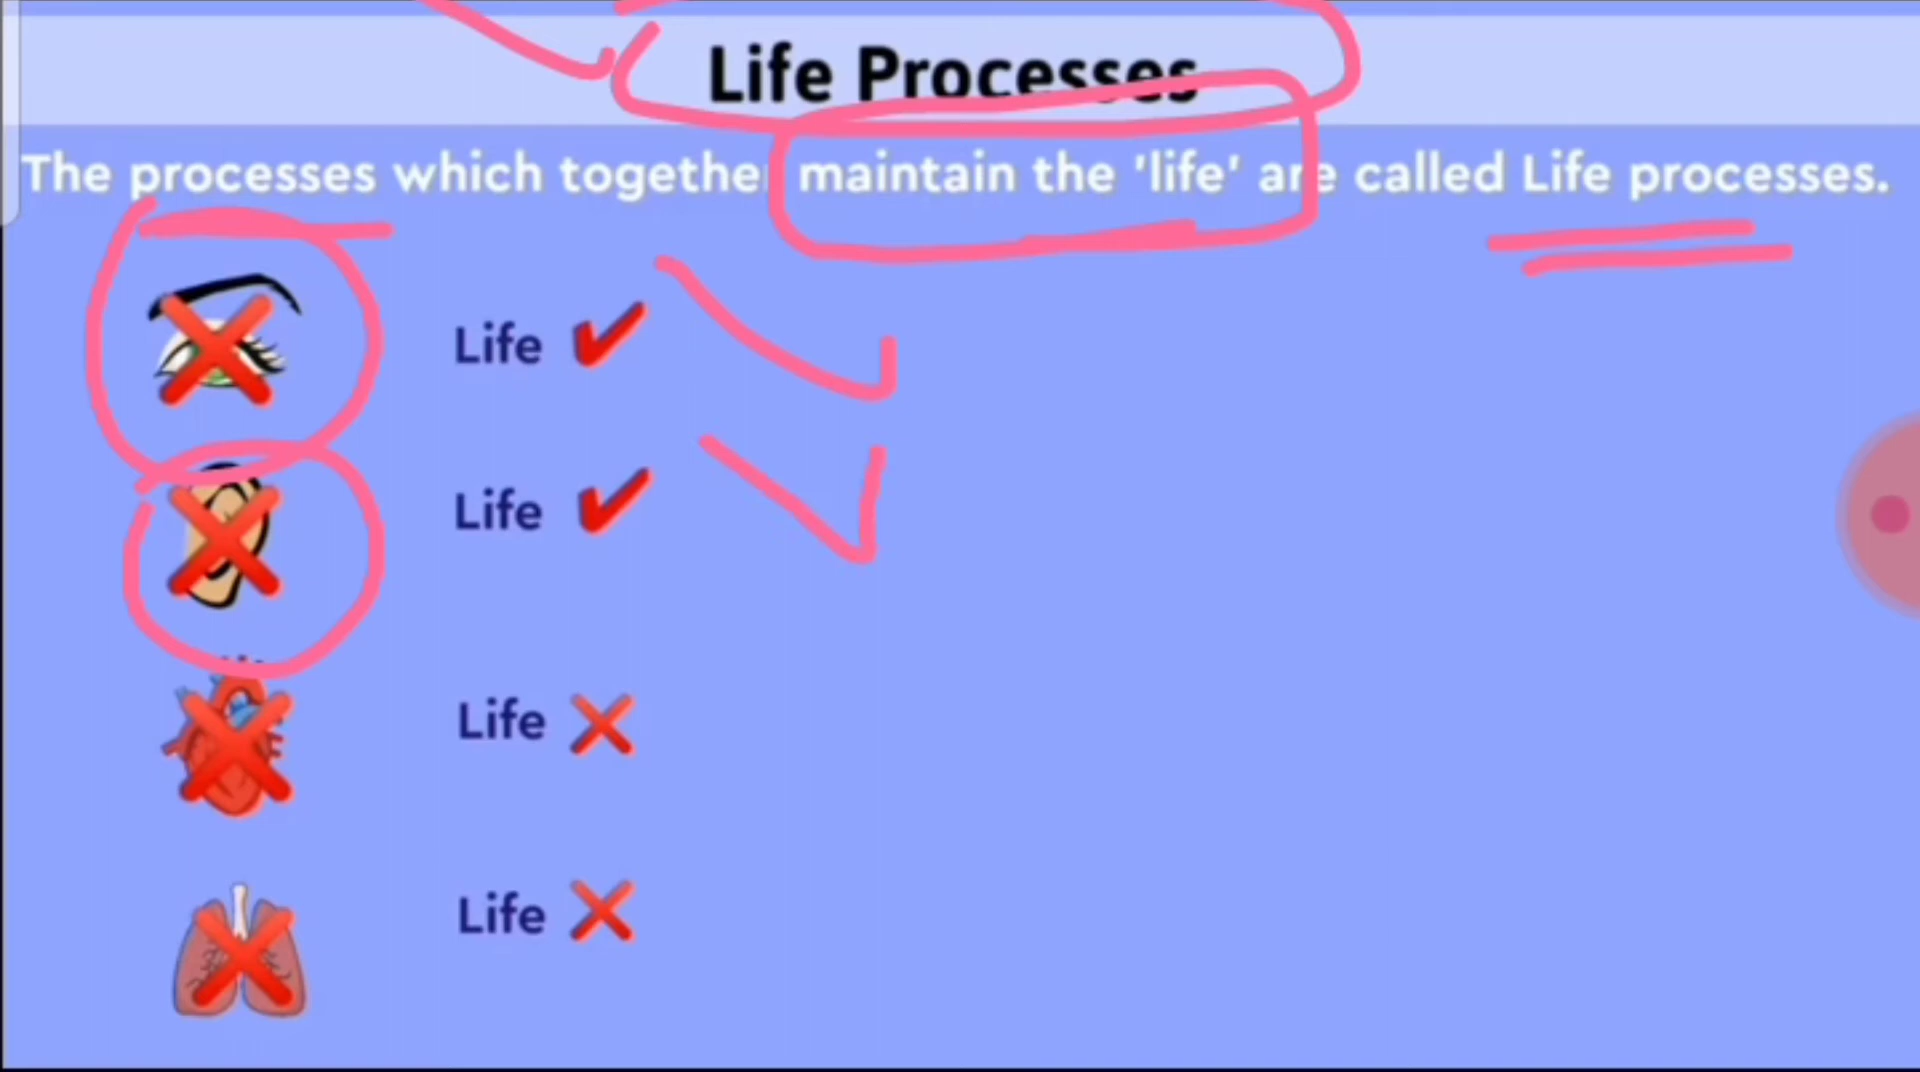 Life Processes
The processes which together maintain the 'life' are called Life processes.
Life
Life
Life
Life